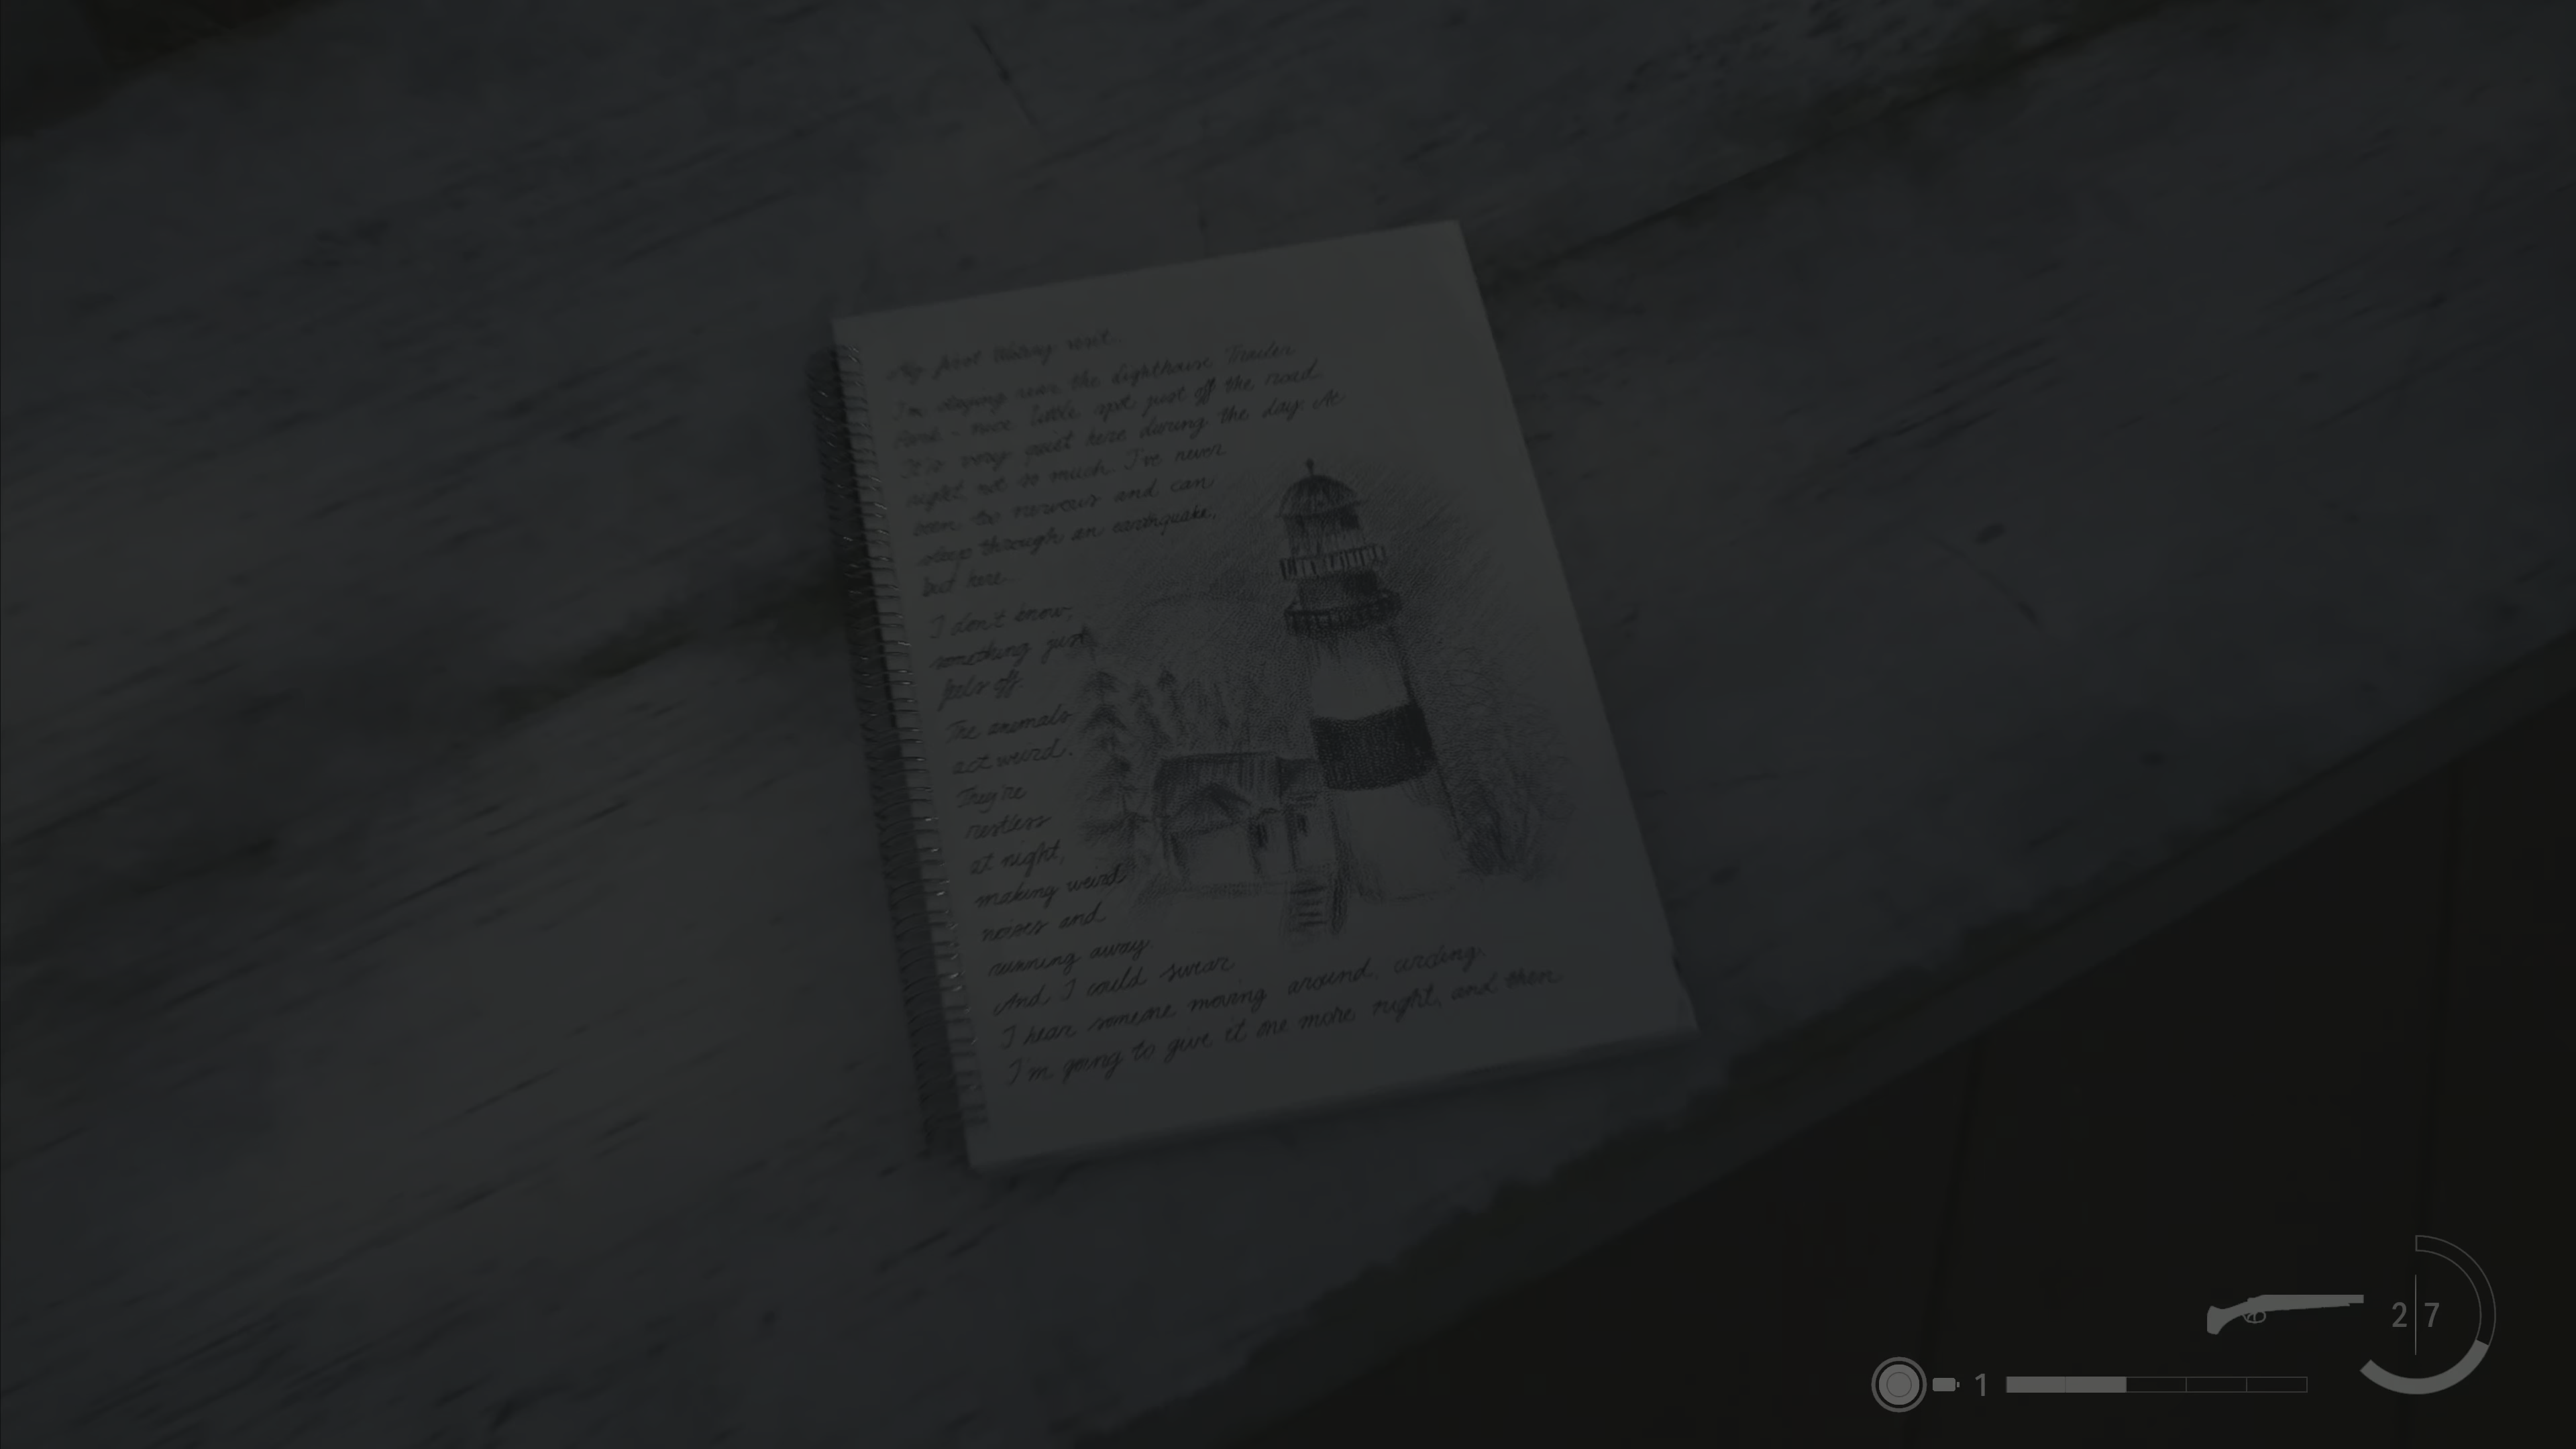 My first library visit.
I'm staying near the Lighthouse Trailer
Park - nice little spot just off the road.
It's very quiet here during the day. At
night, not so much. I've never
been too nervous and can
sleep through an earthquake,
but here...
I don't know,
something just
feels off.
The animals
act weird.
They're
restless
at night,
making weird
noises and
running away.
And I could swear
I hear someone moving around, circling.
I'm going to give it one more night, and then
2 7
1